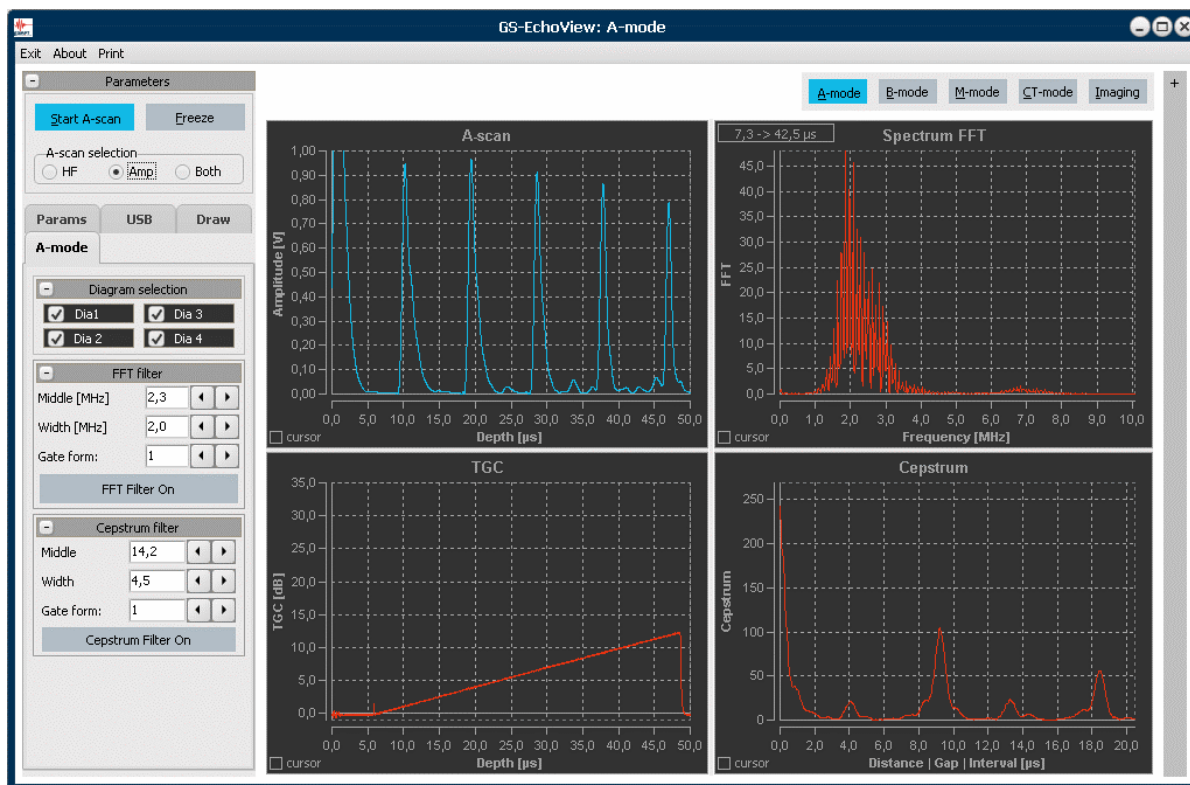 GS-EchoView: A-mode
Exit About Print
Parameters
Start A-scan Freeze
A-scan selection
HF Amp Both
Params USB Draw
A-mode
Diagram selection
Dia1 Dia 3
Dia 2 Dia 4
FFT filter
Middle [MHz] 2,3
Width [MHz] 2,0
Gate form: 1
FFT Filter On
Cepstrum filter
Middle 14,2
Width 4,5
Gate form: 1
Cepstrum Filter On
A-mode B-mode M-mode CT-mode Imaging +
A-scan
1,00
0,90
0,80
0,70
0,60
0,50
0,40
0,30
0,20
0,10
0,00
Amplitude [V]
0,0 5,0 10,0 15,0 20,0 25,0 30,0 35,0 40,0 45,0 50,0
cursor Depth [µs]
7,3 -> 42,5 µs Spectrum FFT
45,0
40,0
35,0
30,0
25,0
20,0
15,0
10,0
5,0
0,0
FFT
0,0 1,0 2,0 3,0 4,0 5,0 6,0 7,0 8,0 9,0 10,0
cursor Frequency [MHz]
TGC
35,0
30,0
25,0
20,0
15,0
10,0
5,0
0,0
TGC [dB]
0,0 5,0 10,0 15,0 20,0 25,0 30,0 35,0 40,0 45,0 50,0
cursor Depth [µs]
Cepstrum
250
200
150
100
50
0
Cepstrum
0,0 2,0 4,0 6,0 8,0 10,0 12,0 14,0 16,0 18,0 20,0
cursor Distance | Gap | Interval [µs]